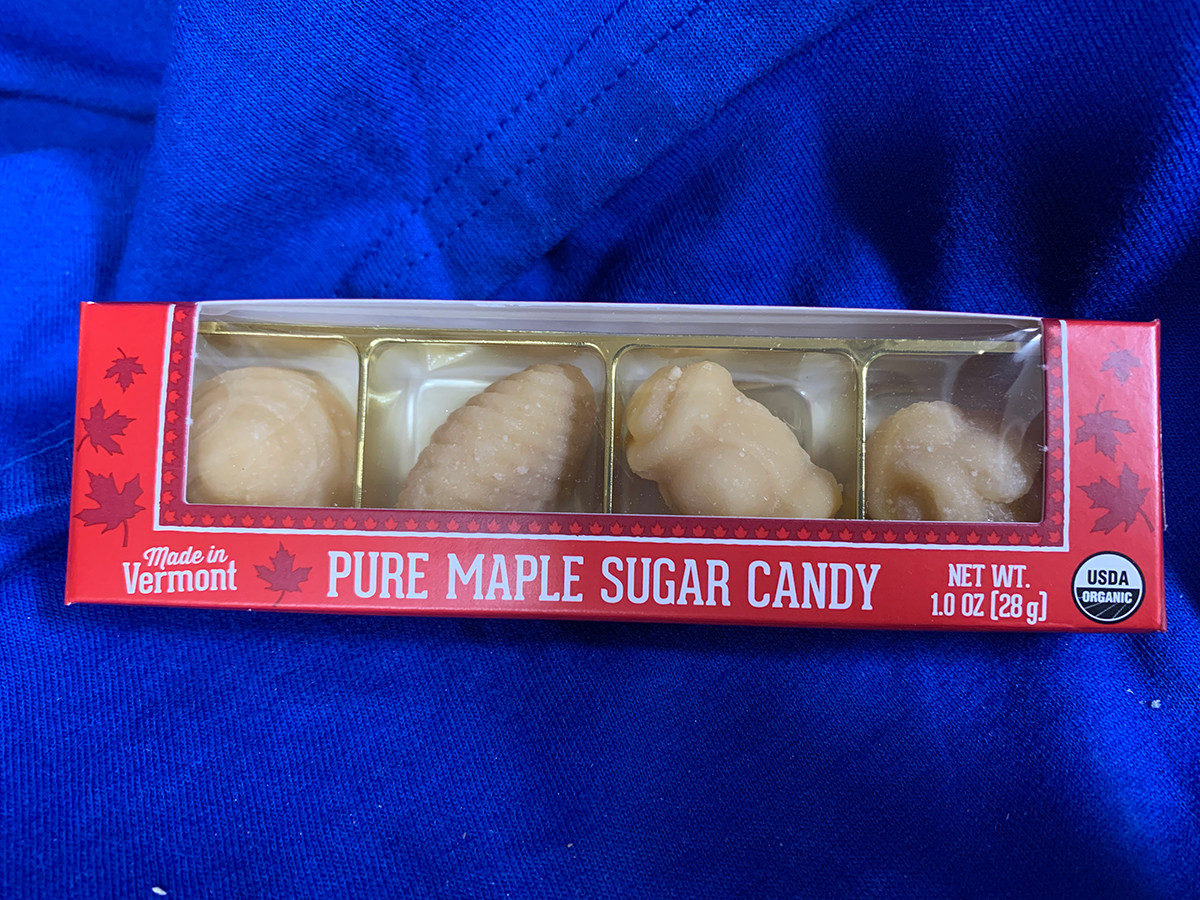 Made in
Vermont
PURE MAPLE SUGAR CANDY
NET WT.
1.0 OZ (28 g)
USDA
ORGANIC